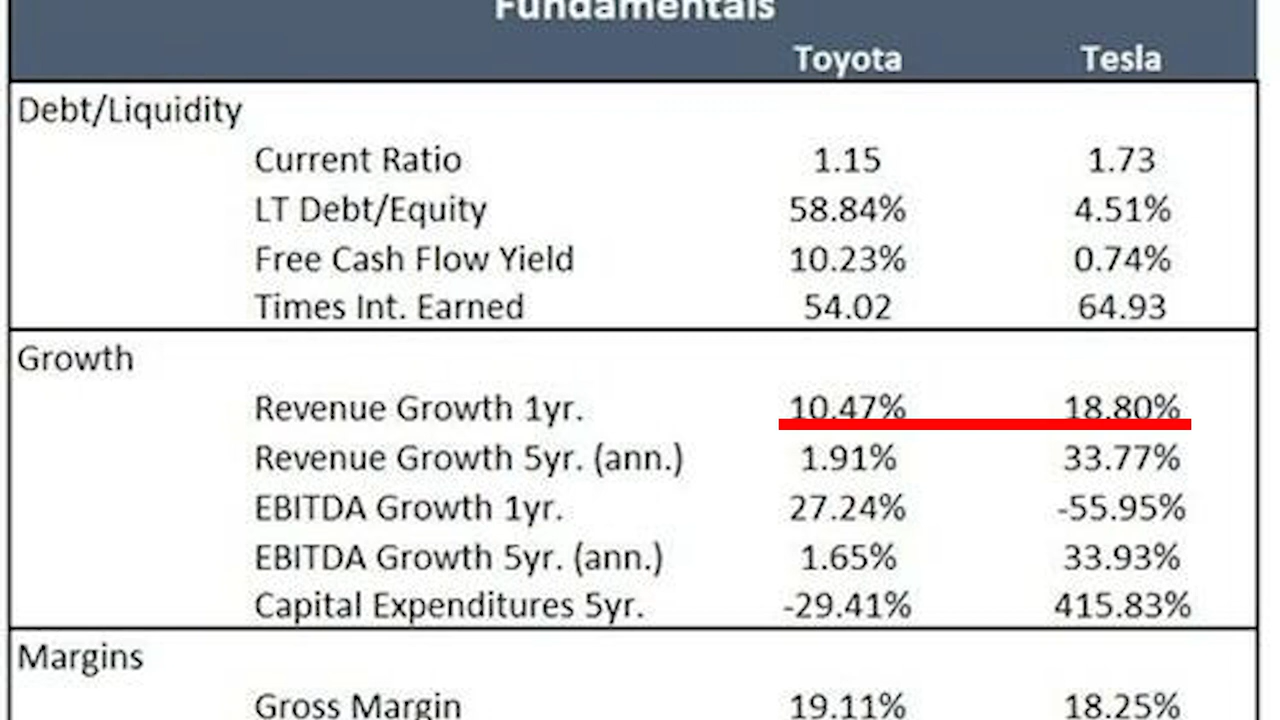 Fundamentals
Toyota Tesla
Debt/Liquidity
Current Ratio 1.15 1.73
LT Debt/Equity 58.84% 4.51%
Free Cash Flow Yield 10.23% 0.74%
Times Int. Earned 54.02 64.93
Growth
Revenue Growth 1yr. 10.47% 18.80%
Revenue Growth 5yr. (ann.) 1.91% 33.77%
EBITDA Growth 1yr. 27.24% -55.95%
EBITDA Growth 5yr. (ann.) 1.65% 33.93%
Capital Expenditures 5yr. -29.41% 415.83%
Margins
Gross Margin 19.11% 18.25%